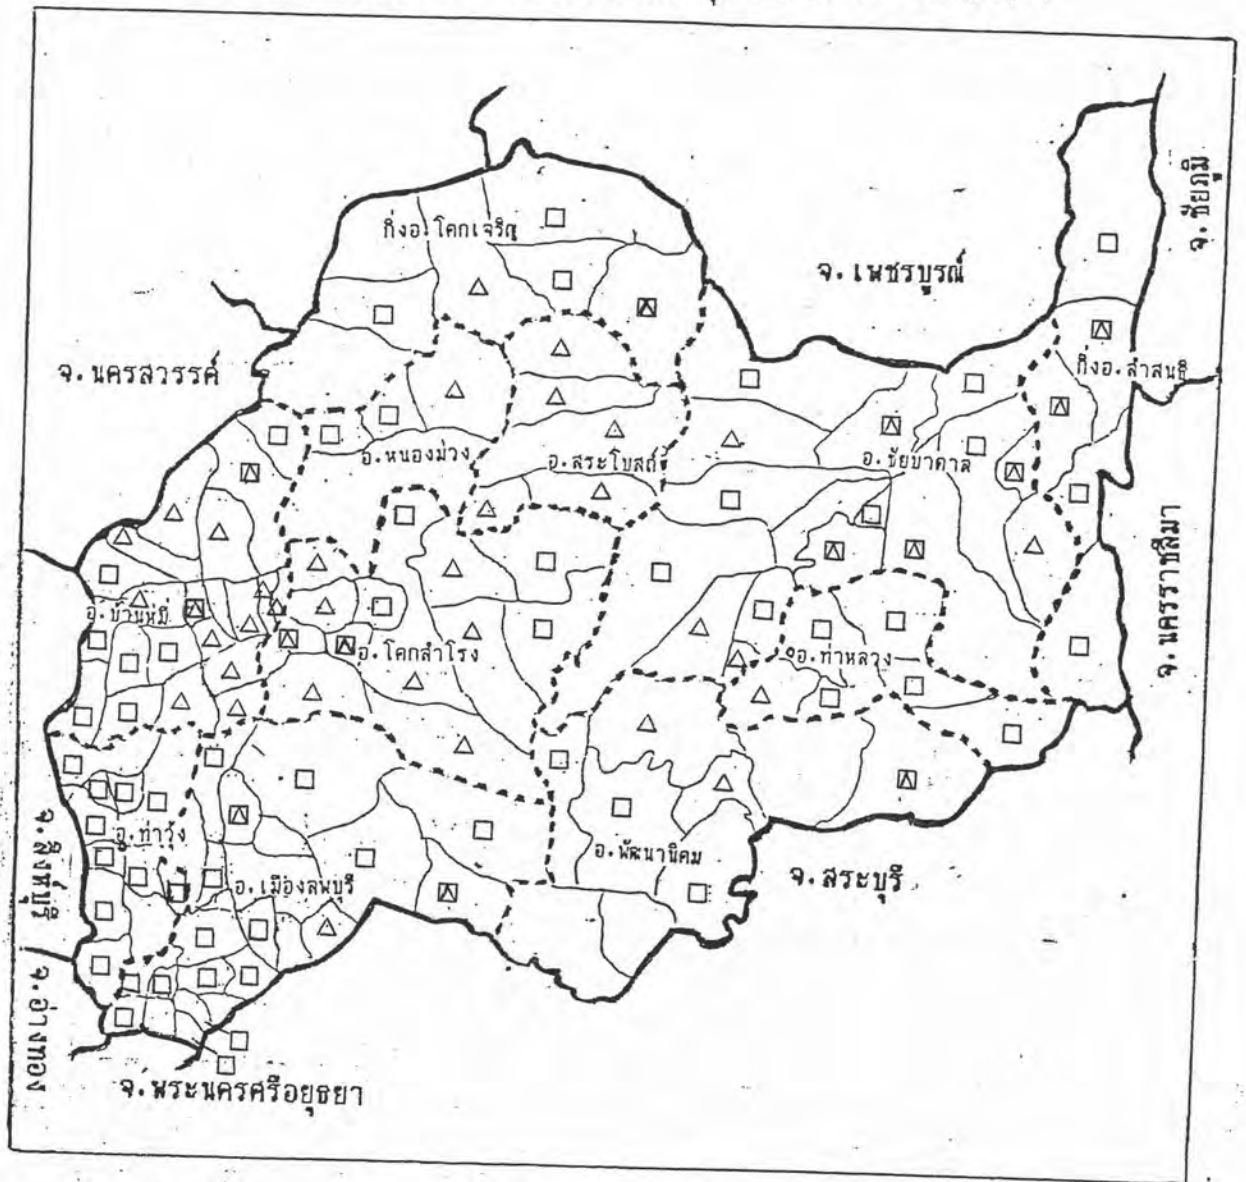 กิ่งอ.โคกเจริญ
จ.ชัยภูมิ
จ.เพชรบูรณ์
จ.นครสวรรค์
กิ่งอ.ลำสนธิ
อ.หนองม่วง
อ.สระโบสถ์
อ.ชัยบาดาล
จ.นครราชสีมา
อ.บ้านหมี่
อ.โคกสำโรง
อ.ท่าหลวง
อ.ท่าวุ้ง
อ.พัฒนานิคม
อ.เมืองลพบุรี
จ.สระบุรี
จ.สิงห์บุรี
จ.อ่างทอง
จ.พระนครศรีอยุธยา